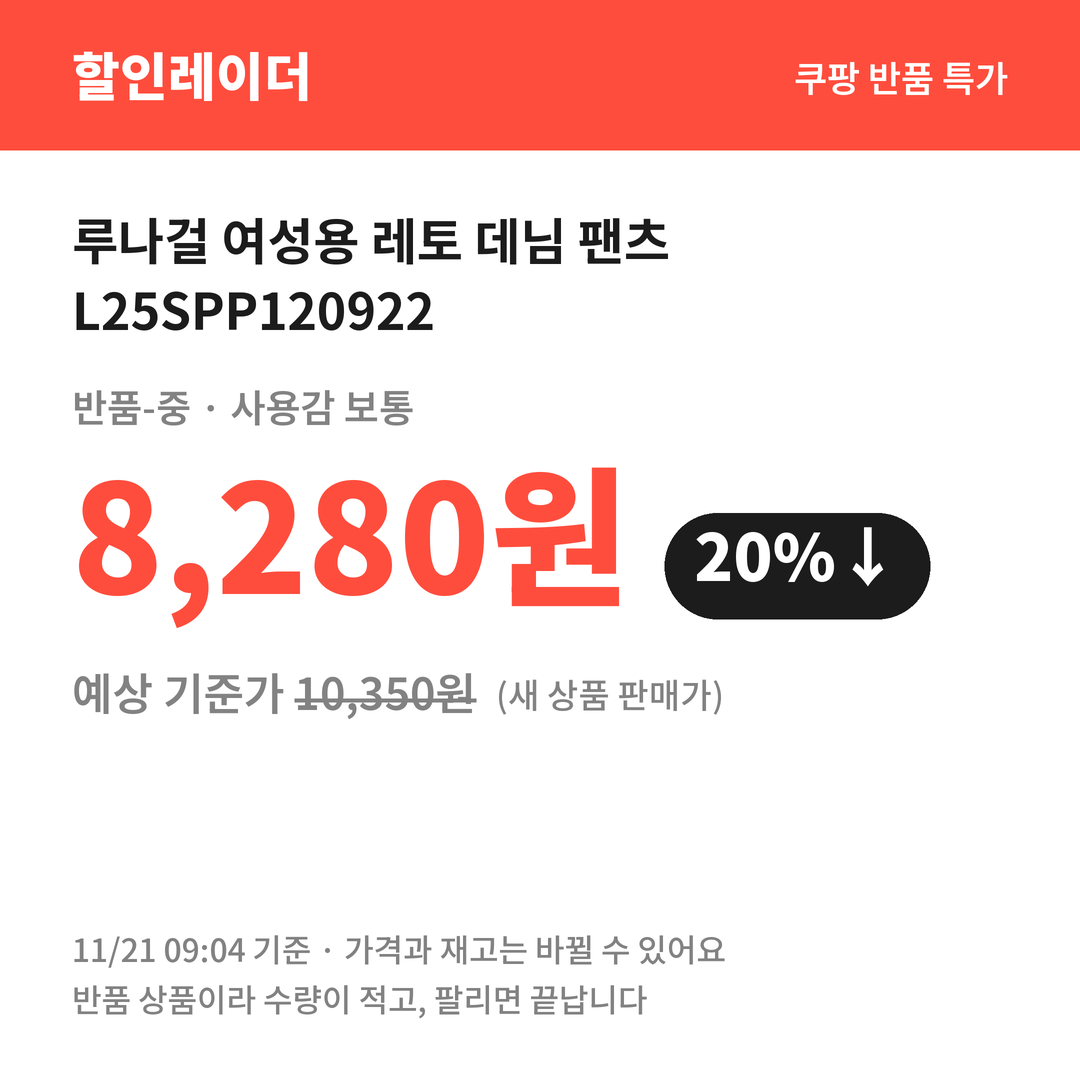 할인레이더
쿠팡 반품 특가
루나걸 여성용 레토 데님 팬츠
L25SPP120922
반품-중 · 사용감 보통
8,280원
20%↓
예상 기준가 10,350원 (새 상품 판매가)
11/21 09:04 기준 · 가격과 재고는 바뀔 수 있어요
반품 상품이라 수량이 적고, 팔리면 끝납니다